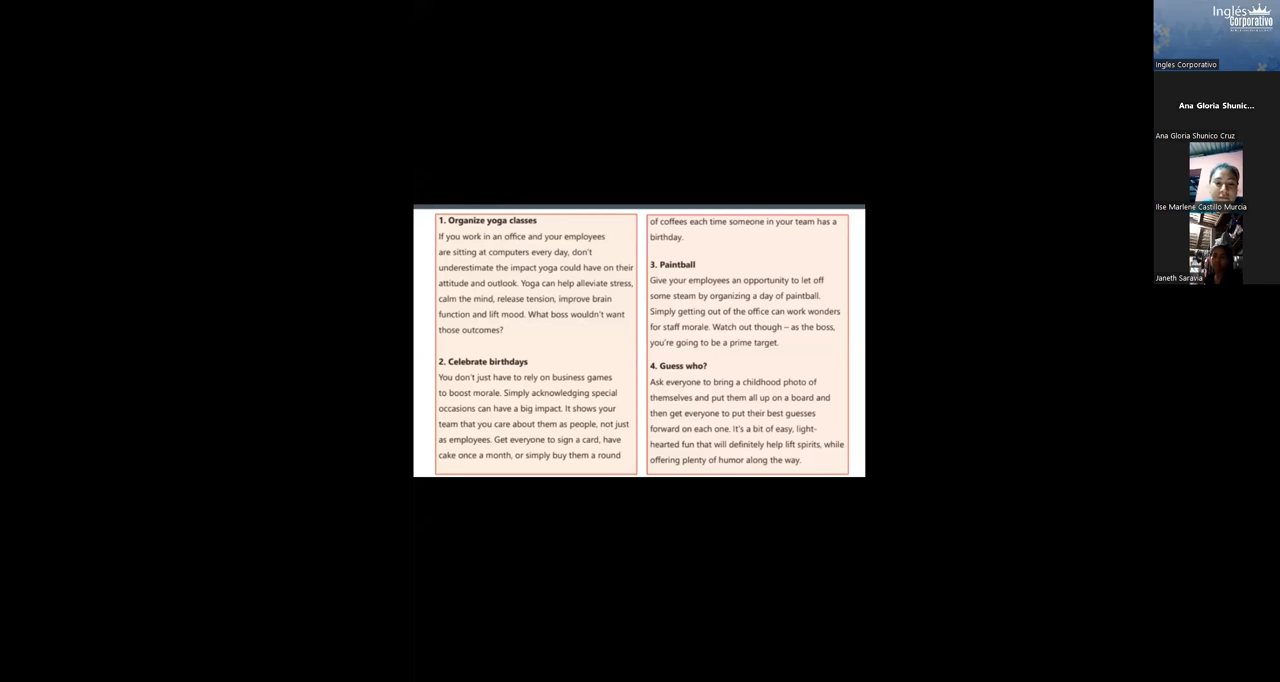 1. Organize yoga classes
If you work in an office and your employees
are sitting at computers every day, don't
underestimate the impact yoga could have on their
attitude and outlook. Yoga can help alleviate stress,
calm the mind, release tension, improve brain
function and lift mood. What boss wouldn't want
those outcomes?
2. Celebrate birthdays
You don't just have to rely on business games
to boost morale. Simply acknowledging special
occasions can have a big impact. It shows your
team that you care about them as people, not just
as employees. Get everyone to sign a card, have
cake once a month, or simply buy them a round
of coffees each time someone in your team has a
birthday.
3. Paintball
Give your employees an opportunity to let off
some steam by organizing a day of paintball.
Simply getting out of the office can work wonders
for staff morale. Watch out though – as the boss,
you're going to be a prime target.
4. Guess who?
Ask everyone to bring a childhood photo of
themselves and put them all up on a board and
then get everyone to put their best guesses
forward on each one. It's a bit of easy, light-
hearted fun that will definitely help lift spirits, while
offering plenty of humor along the way.
Inglés
Corporativo
Ingles Corporativo
Ana Gloria Shunic...
Ana Gloria Shunico Cruz
Ilse Marlene Castillo Murcia
Janeth Saravia